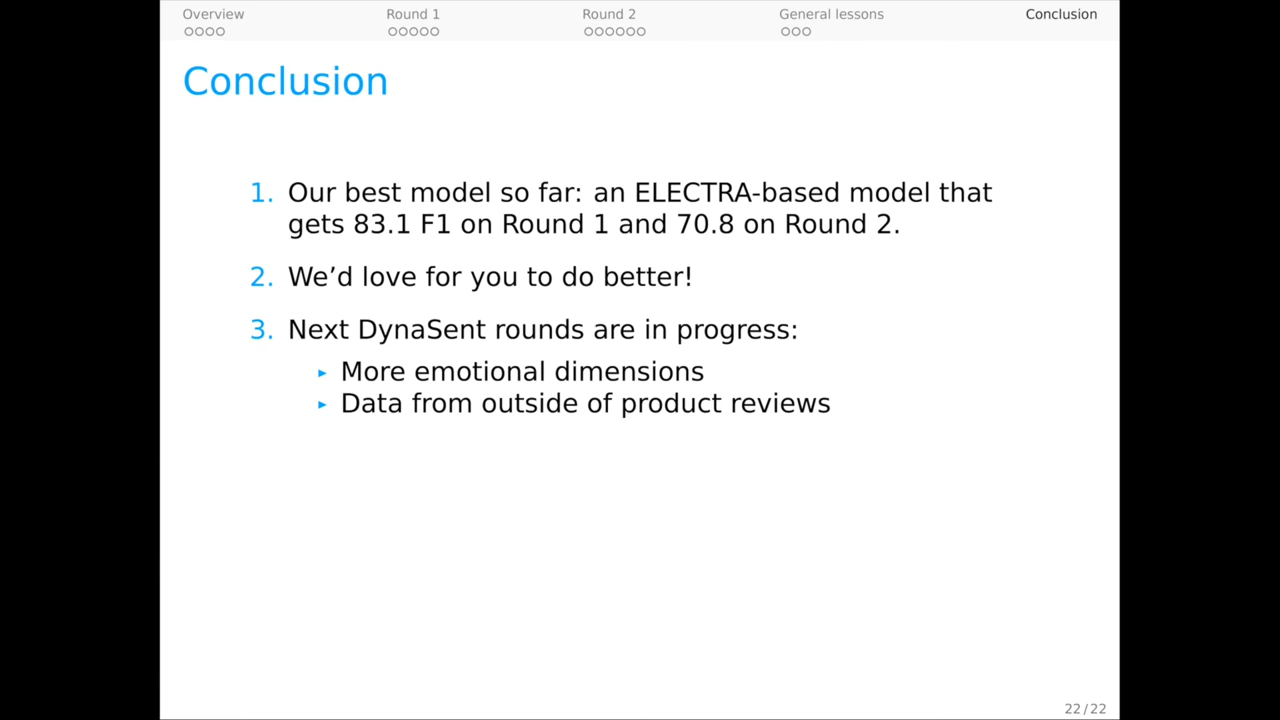 Overview Round 1 Round 2 General lessons Conclusion
Conclusion
1. Our best model so far: an ELECTRA-based model that
gets 83.1 F1 on Round 1 and 70.8 on Round 2.
2. We’d love for you to do better!
3. Next DynaSent rounds are in progress:
▸ More emotional dimensions
▸ Data from outside of product reviews
22 / 22